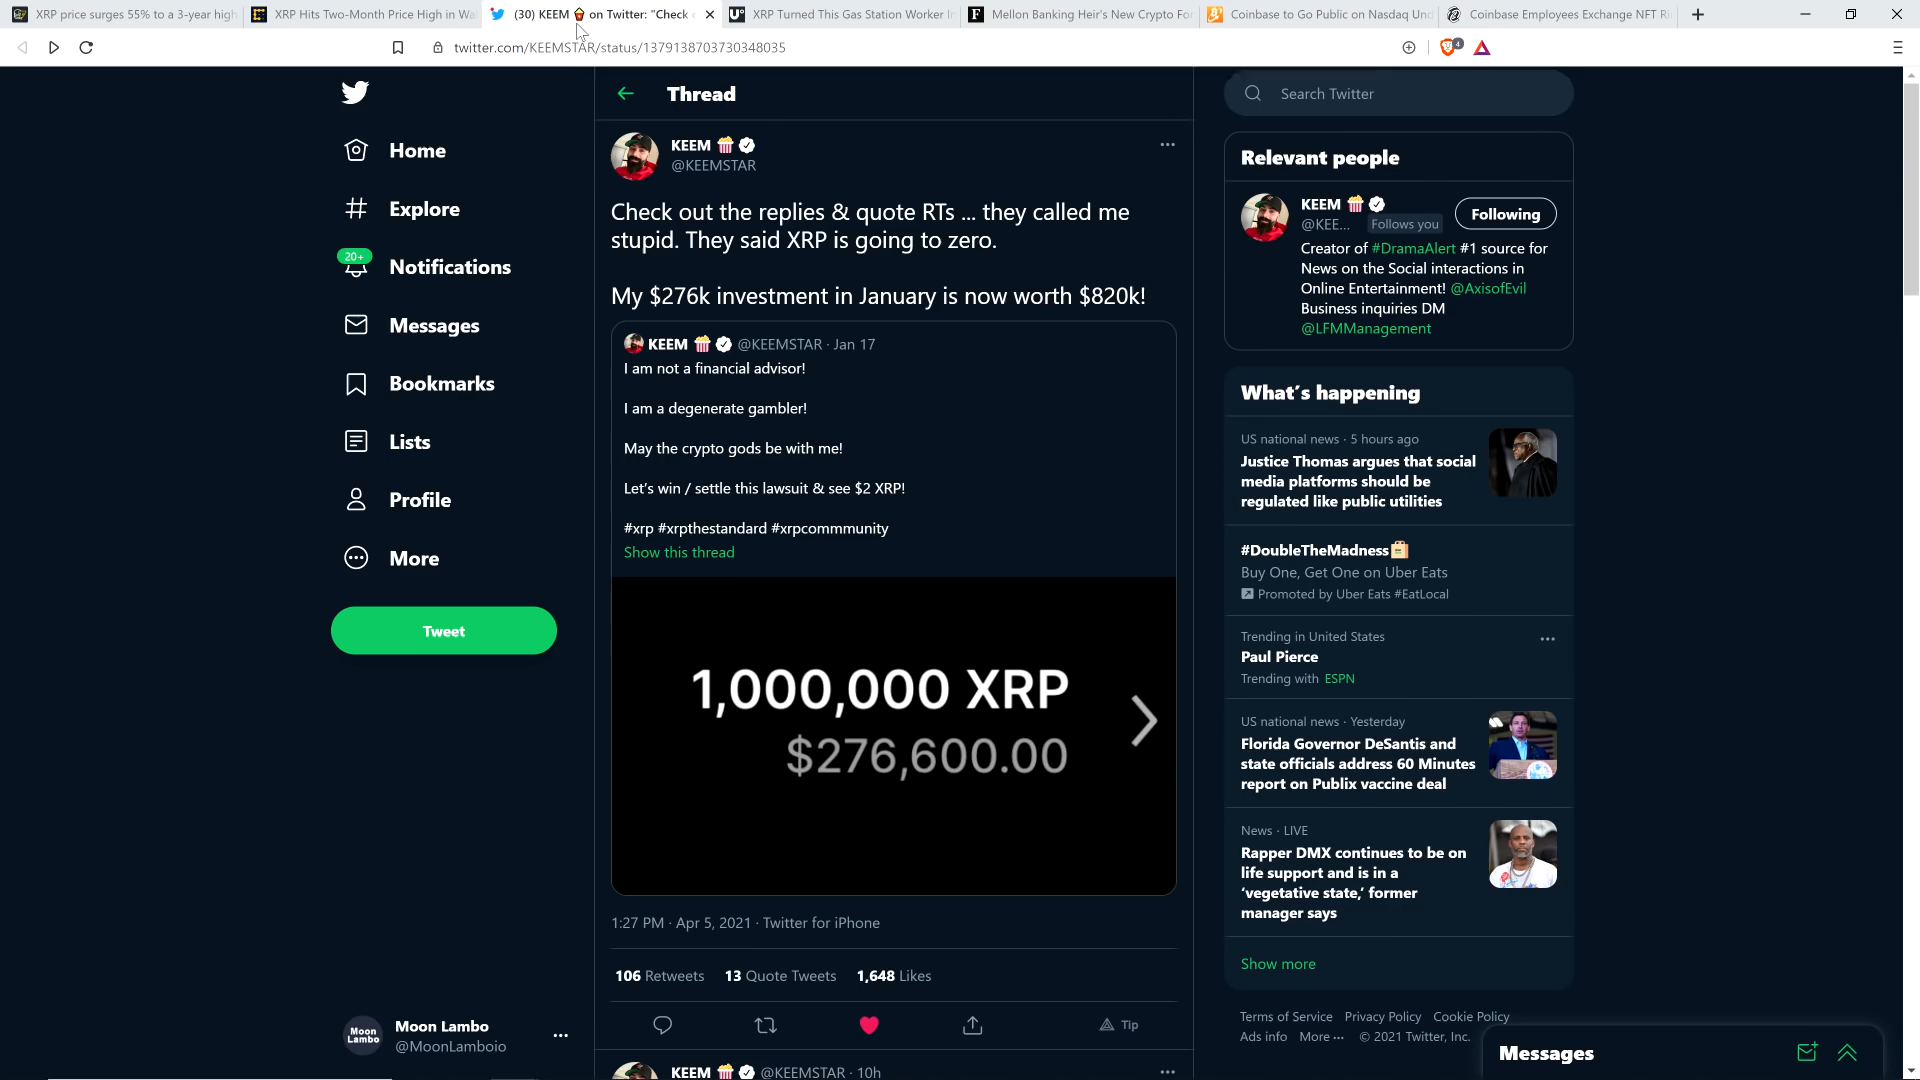 XRP price surges 55% to a 3-year high
XRP Hits Two-Month Price High in Wa
(30) KEEM on Twitter: "Check
XRP Turned This Gas Station Worker I
Mellon Banking Heir's New Crypto For
Coinbase to Go Public on Nasdaq Und
Coinbase Employees Exchange NFT Ri
twitter.com/KEEMSTAR/status/1379138703730348035
4
Home
Explore
20+
Notifications
Messages
Bookmarks
Lists
Profile
More
Tweet
Moon Lambo
Moon Lambo
@MoonLamboio
Thread
KEEM
@KEEMSTAR
Check out the replies & quote RTs ... they called me
stupid. They said XRP is going to zero.
My $276k investment in January is now worth $820k!
KEEM @KEEMSTAR · Jan 17
I am not a financial advisor!
I am a degenerate gambler!
May the crypto gods be with me!
Let's win / settle this lawsuit & see $2 XRP!
#xrp #xrpthestandard #xrpcommmunity
Show this thread
1,000,000 XRP
$276,600.00
1:27 PM · Apr 5, 2021 · Twitter for iPhone
106 Retweets 13 Quote Tweets 1,648 Likes
Tip
KEEM @KEEMSTAR · 10h
Search Twitter
Relevant people
KEEM
@KEE... Follows you
Following
Creator of #DramaAlert #1 source for
News on the Social interactions in
Online Entertainment! @AxisofEvil
Business inquiries DM
@LFMManagement
What's happening
US national news · 5 hours ago
Justice Thomas argues that social
media platforms should be
regulated like public utilities
#DoubleTheMadness
Buy One, Get One on Uber Eats
Promoted by Uber Eats #EatLocal
Trending in United States
Paul Pierce
Trending with ESPN
US national news · Yesterday
Florida Governor DeSantis and
state officials address 60 Minutes
report on Publix vaccine deal
News · LIVE
Rapper DMX continues to be on
life support and is in a
'vegetative state,' former
manager says
Show more
Terms of Service Privacy Policy Cookie Policy
Ads info More ··· © 2021 Twitter, Inc.
Messages